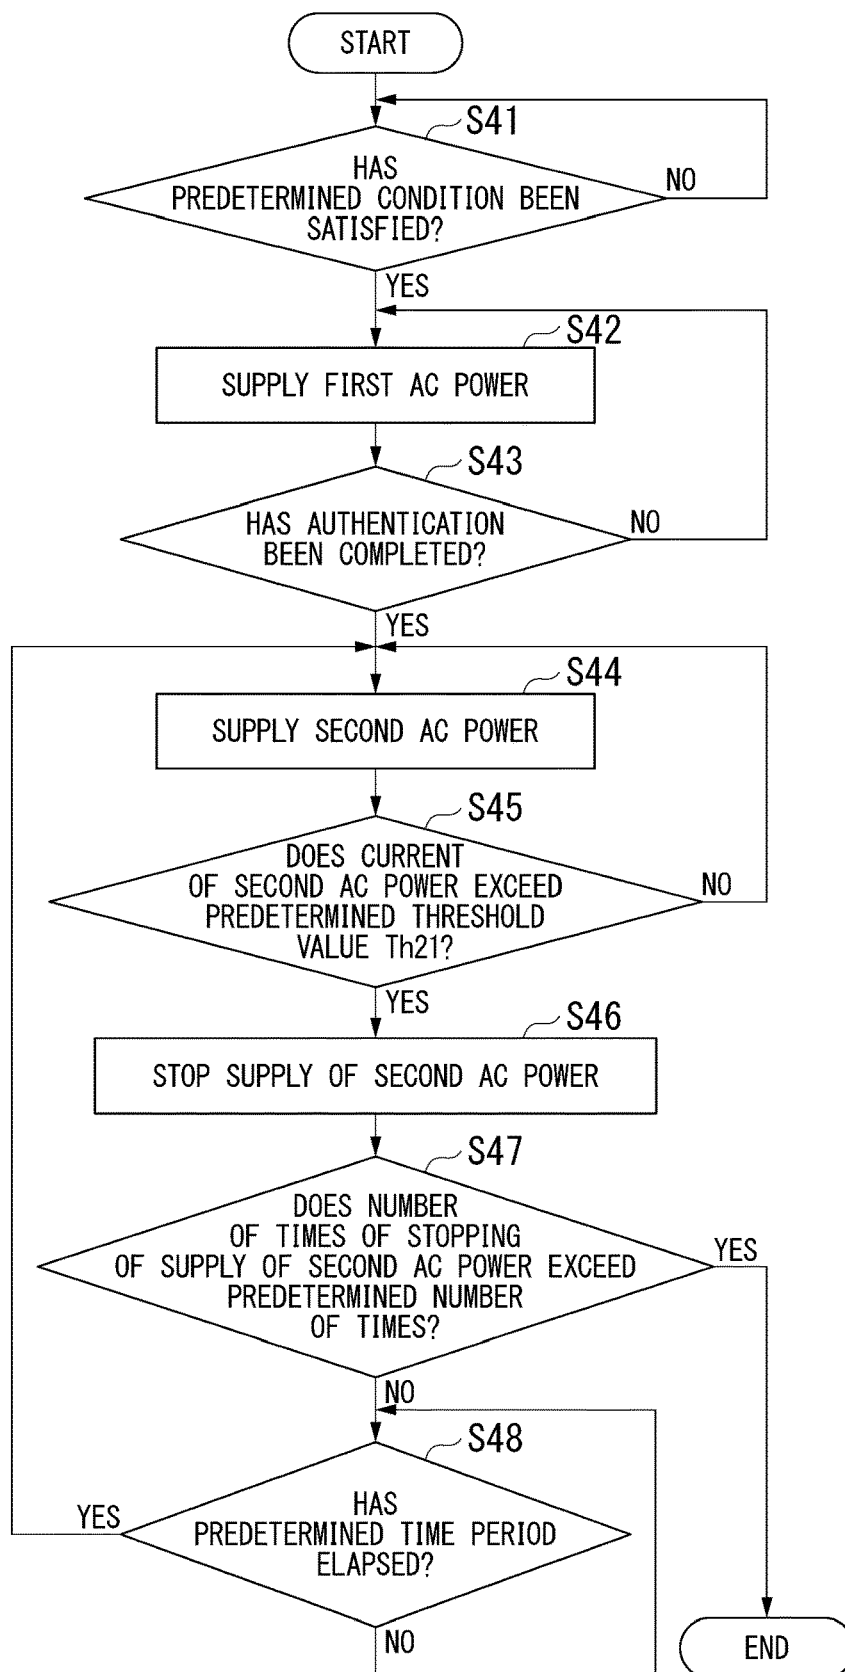 START
S41
HAS
PREDETERMINED CONDITION BEEN
SATISFIED?
NO
YES
S42
SUPPLY FIRST AC POWER
S43
HAS AUTHENTICATION
BEEN COMPLETED?
NO
YES
S44
SUPPLY SECOND AC POWER
S45
DOES CURRENT
OF SECOND AC POWER EXCEED
PREDETERMINED THRESHOLD
VALUE Th21?
NO
YES
S46
STOP SUPPLY OF SECOND AC POWER
S47
DOES NUMBER
OF TIMES OF STOPPING
OF SUPPLY OF SECOND AC POWER EXCEED
PREDETERMINED NUMBER
OF TIMES?
YES
NO
S48
HAS
PREDETERMINED TIME PERIOD
ELAPSED?
YES
NO
END